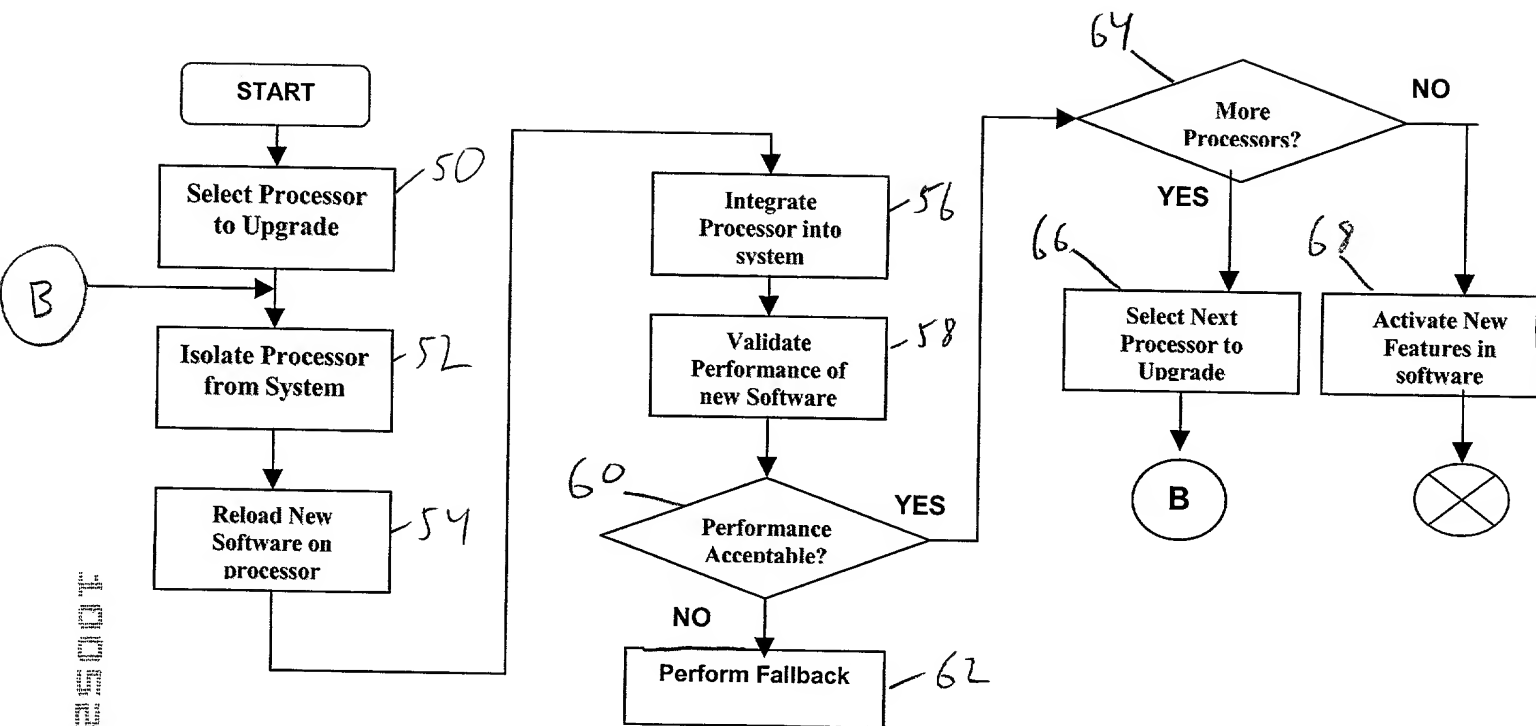 START
Select Processor
to Upgrade
50
B
Isolate Processor
from System
52
Reload New
Software on
processor
54
Integrate
Processor into
system
56
Validate
Performance of
new Software
58
60
Performance
Acceptable?
YES
NO
Perform Fallback
62
64
More
Processors?
NO
YES
66
Select Next
Processor to
Upgrade
B
68
Activate New
Features in
software